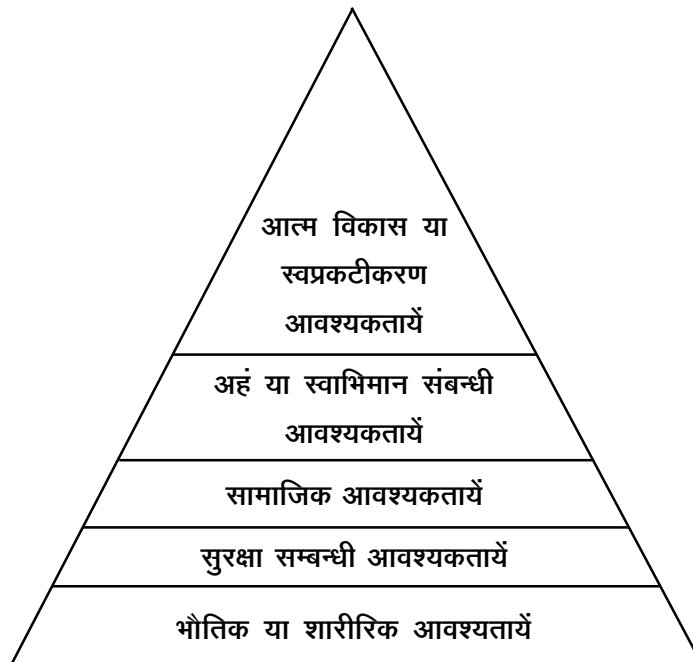 आत्म विकास या
स्वप्रकटीकरण
आवश्यकतायें
अहं या स्वाभिमान संबन्धी
आवश्यकतायें
सामाजिक आवश्यकतायें
सुरक्षा सम्बन्धी आवश्यकतायें
भौतिक या शारीरिक आवश्यतायें